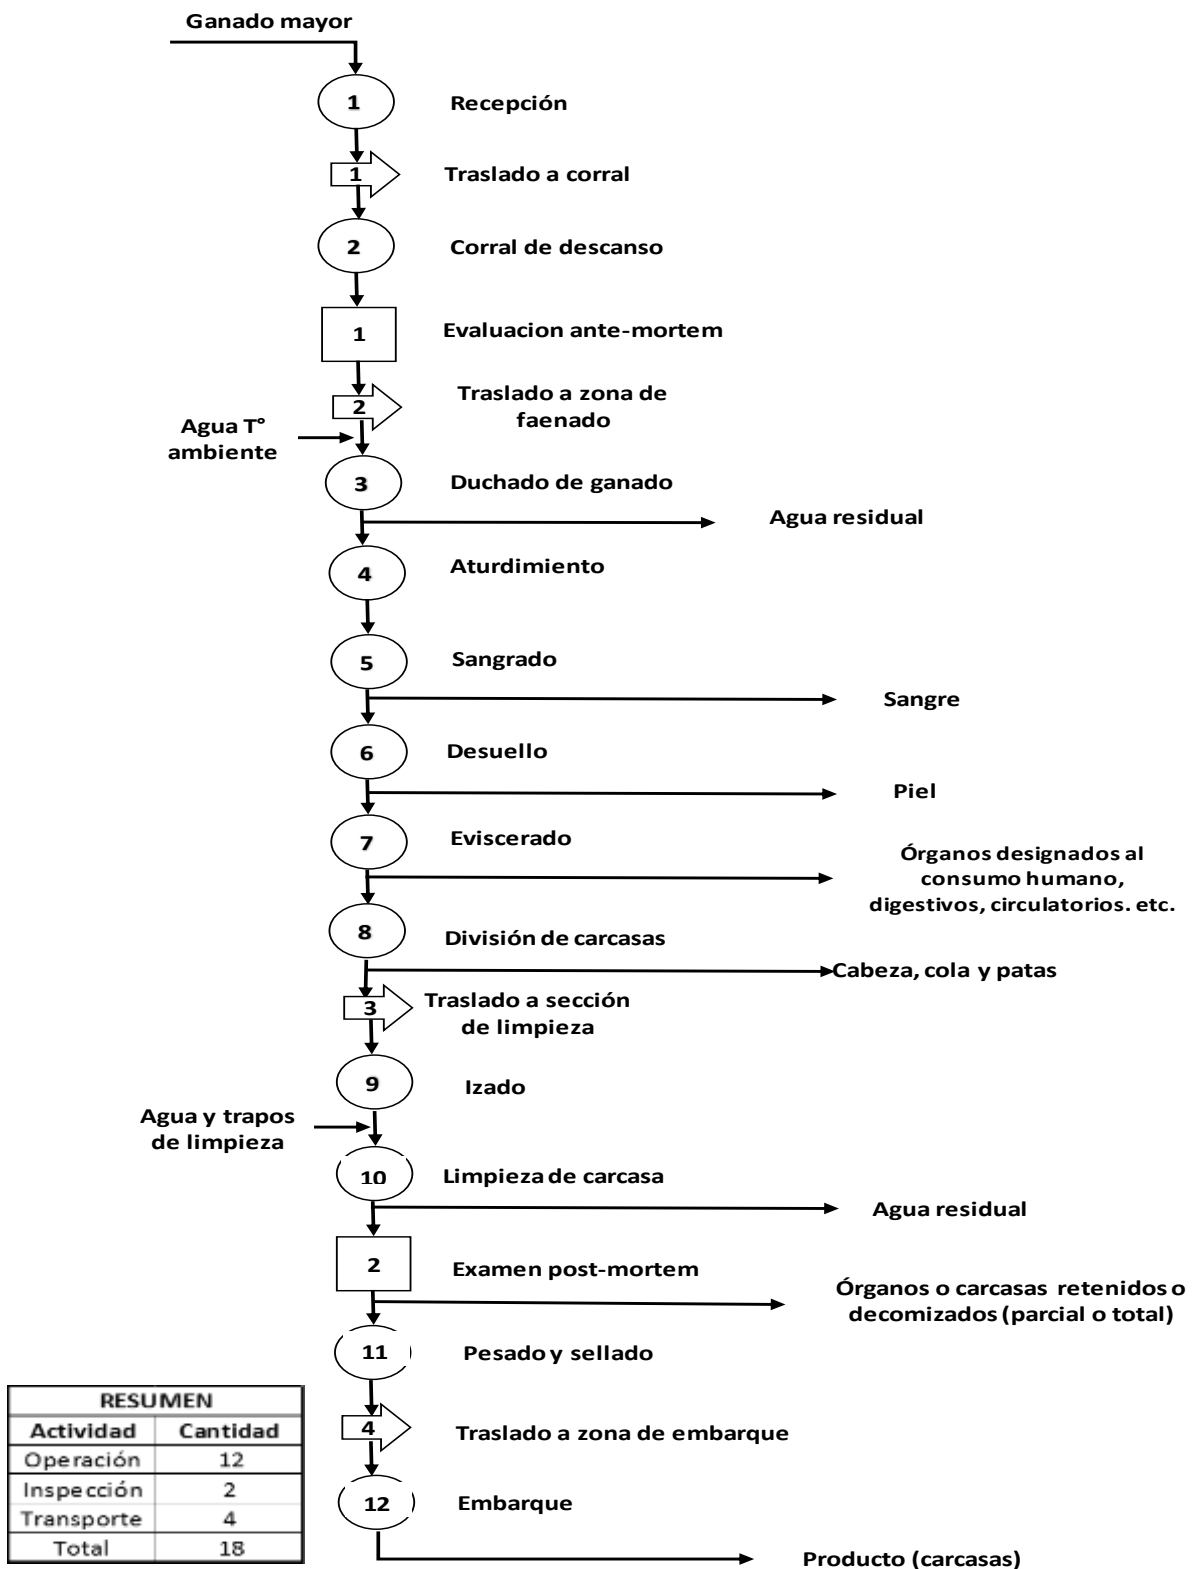 Ganado mayor
1
Recepción
1
Traslado a corral
2
Corral de descanso
1
Evaluacion ante-mortem
2
Traslado a zona de
faenado
Agua T°
ambiente
3
Duchado de ganado
Agua residual
4
Aturdimiento
5
Sangrado
Sangre
6
Desuello
Piel
7
Eviscerado
Órganos designados al
consumo humano,
digestivos, circulatorios. etc.
8
División de carcasas
Cabeza, cola y patas
3
Traslado a sección
de limpieza
9
Izado
Agua y trapos
de limpieza
10
Limpieza de carcasa
Agua residual
2
Examen post-mortem
Órganos o carcasas retenidos o
decomizados (parcial o total)
11
Pesado y sellado
4
Traslado a zona de embarque
12
Embarque
Producto (carcasas)
RESUMEN
Actividad Cantidad
Operación 12
Inspección 2
Transporte 4
Total 18